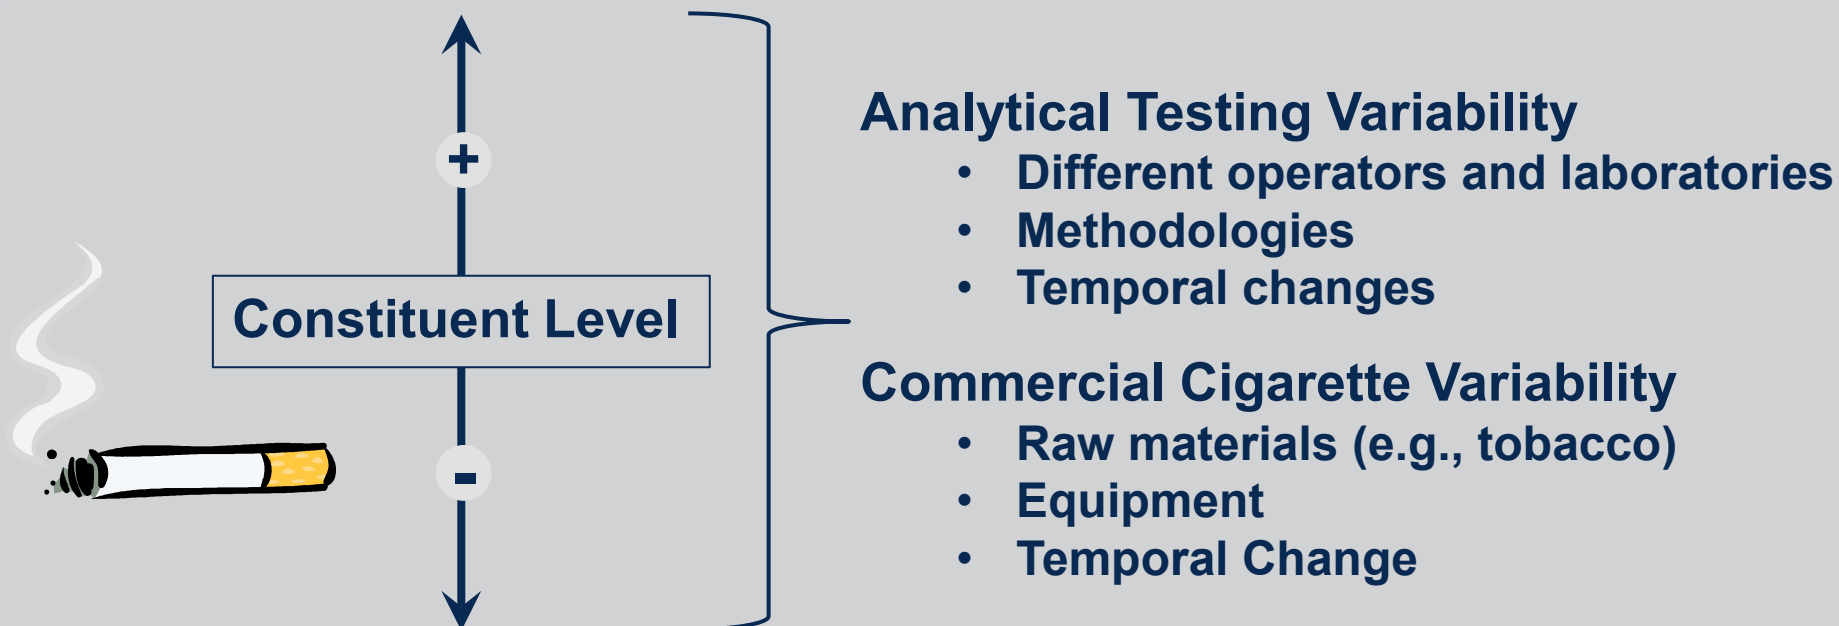 +
Constituent Level
-
Analytical Testing Variability
• Different operators and laboratories
• Methodologies
• Temporal changes
Commercial Cigarette Variability
• Raw materials (e.g., tobacco)
• Equipment
• Temporal Change